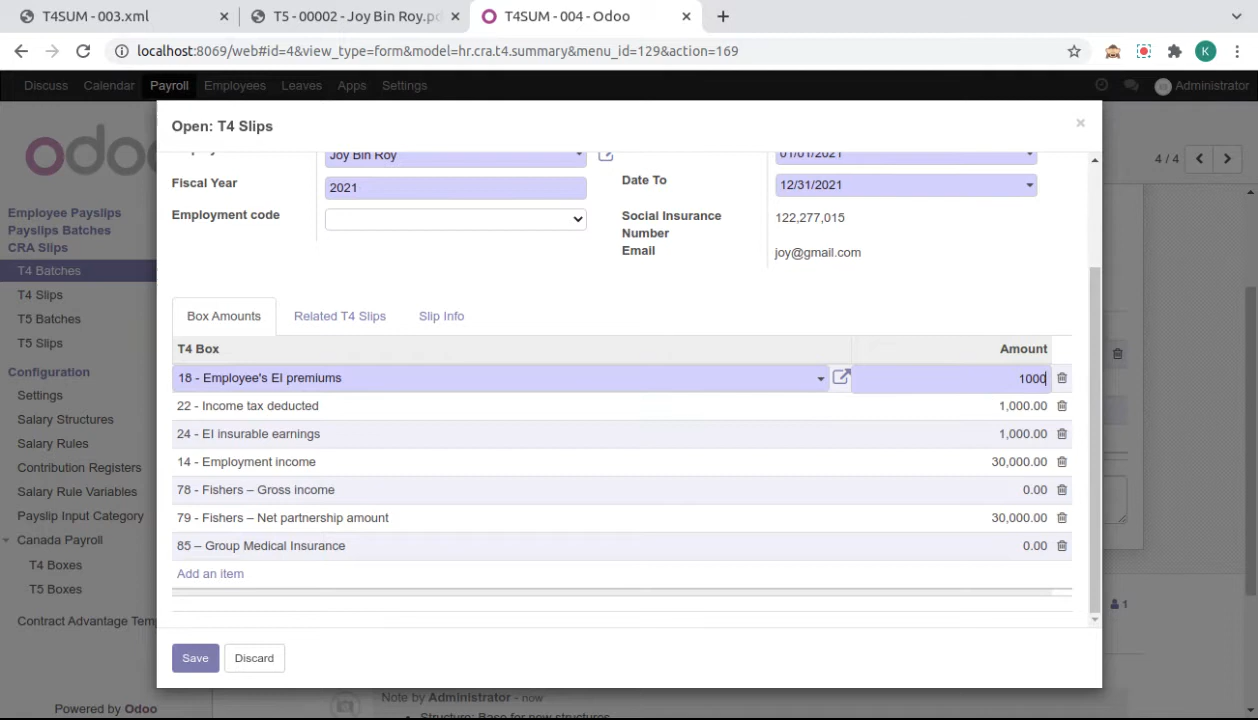 T4SUM - 003.xml
T5 - 00002 - Joy Bin Roy.pd
T4SUM - 004 - Odoo
localhost:8069/web#id=4&view_type=form&model=hr.cra.t4.summary&menu_id=129&action=169
K
Discuss Calendar Payroll Employees Leaves Apps Settings
Administrator
odoo
4 / 4
Employee Payslips
Payslips Batches
CRA Slips
T4 Batches
T4 Slips
T5 Batches
T5 Slips
Configuration
Settings
Salary Structures
Salary Rules
Contribution Registers
Salary Rule Variables
Payslip Input Category
Canada Payroll
T4 Boxes
T5 Boxes
Contract Advantage Temp
Powered by Odoo
Open: T4 Slips
×
Joy Bin Roy
01/01/2021
Fiscal Year
2021
Date To
12/31/2021
Employment code
Social Insurance
Number
122,277,015
Email
joy@gmail.com
Box Amounts
Related T4 Slips
Slip Info
T4 Box Amount
18 - Employee's EI premiums 1000
22 - Income tax deducted 1,000.00
24 - EI insurable earnings 1,000.00
14 - Employment income 30,000.00
78 - Fishers – Gross income 0.00
79 - Fishers – Net partnership amount 30,000.00
85 – Group Medical Insurance 0.00
Add an item
Save
Discard
1
Note by Administrator - now
Structure: Base for new structures